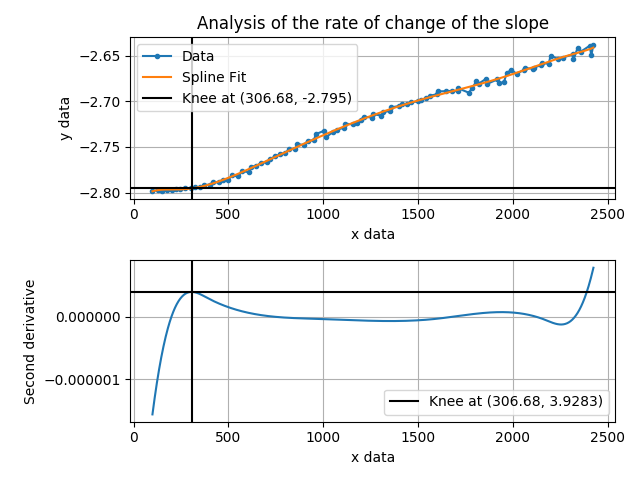 Analysis of the rate of change of the slope
Data
Spline Fit
Knee at (306.68, -2.795)
−2.65
−2.70
−2.75
−2.80
y data
0
500
1000
1500
2000
2500
x data
0.000000
−0.000001
Second derivative
Knee at (306.68, 3.9283)
0
500
1000
1500
2000
2500
x data